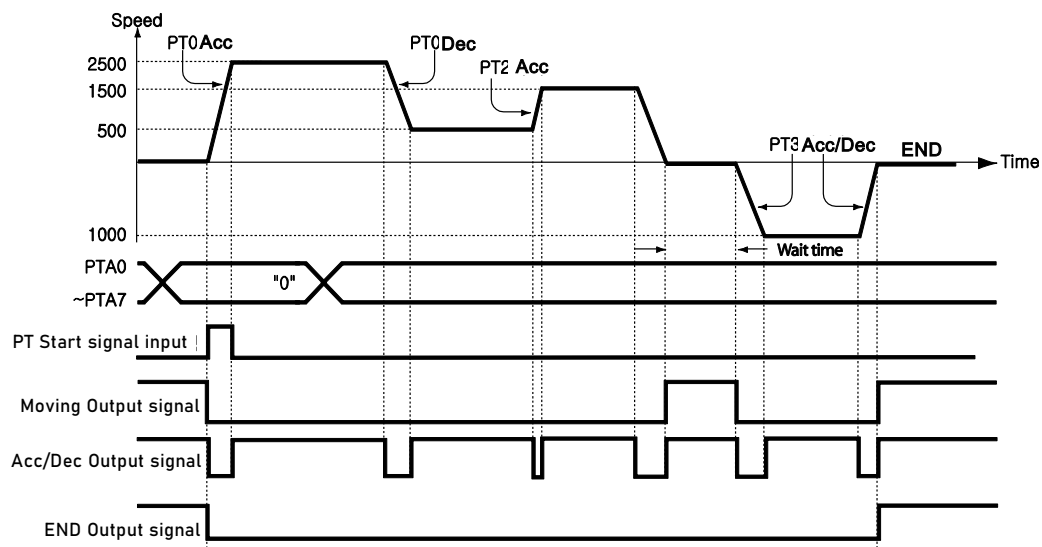 Speed
PT0 Acc
PT0 Dec
PT2 Acc
2500
1500
500
PT3 Acc/Dec
END
Time
1000
Wait time
PTA0
"0"
~PTA7
PT Start signal input
Moving Output signal
Acc/Dec Output signal
END Output signal